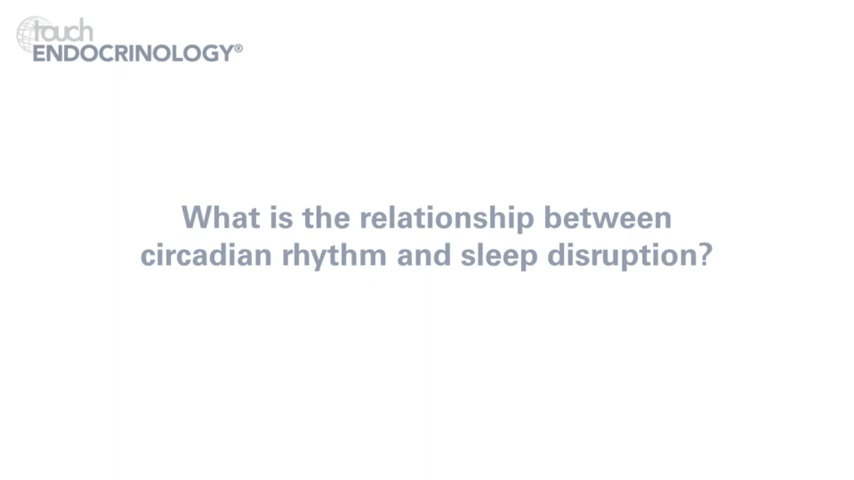 touch
ENDOCRINOLOGY®
What is the relationship between
circadian rhythm and sleep disruption?